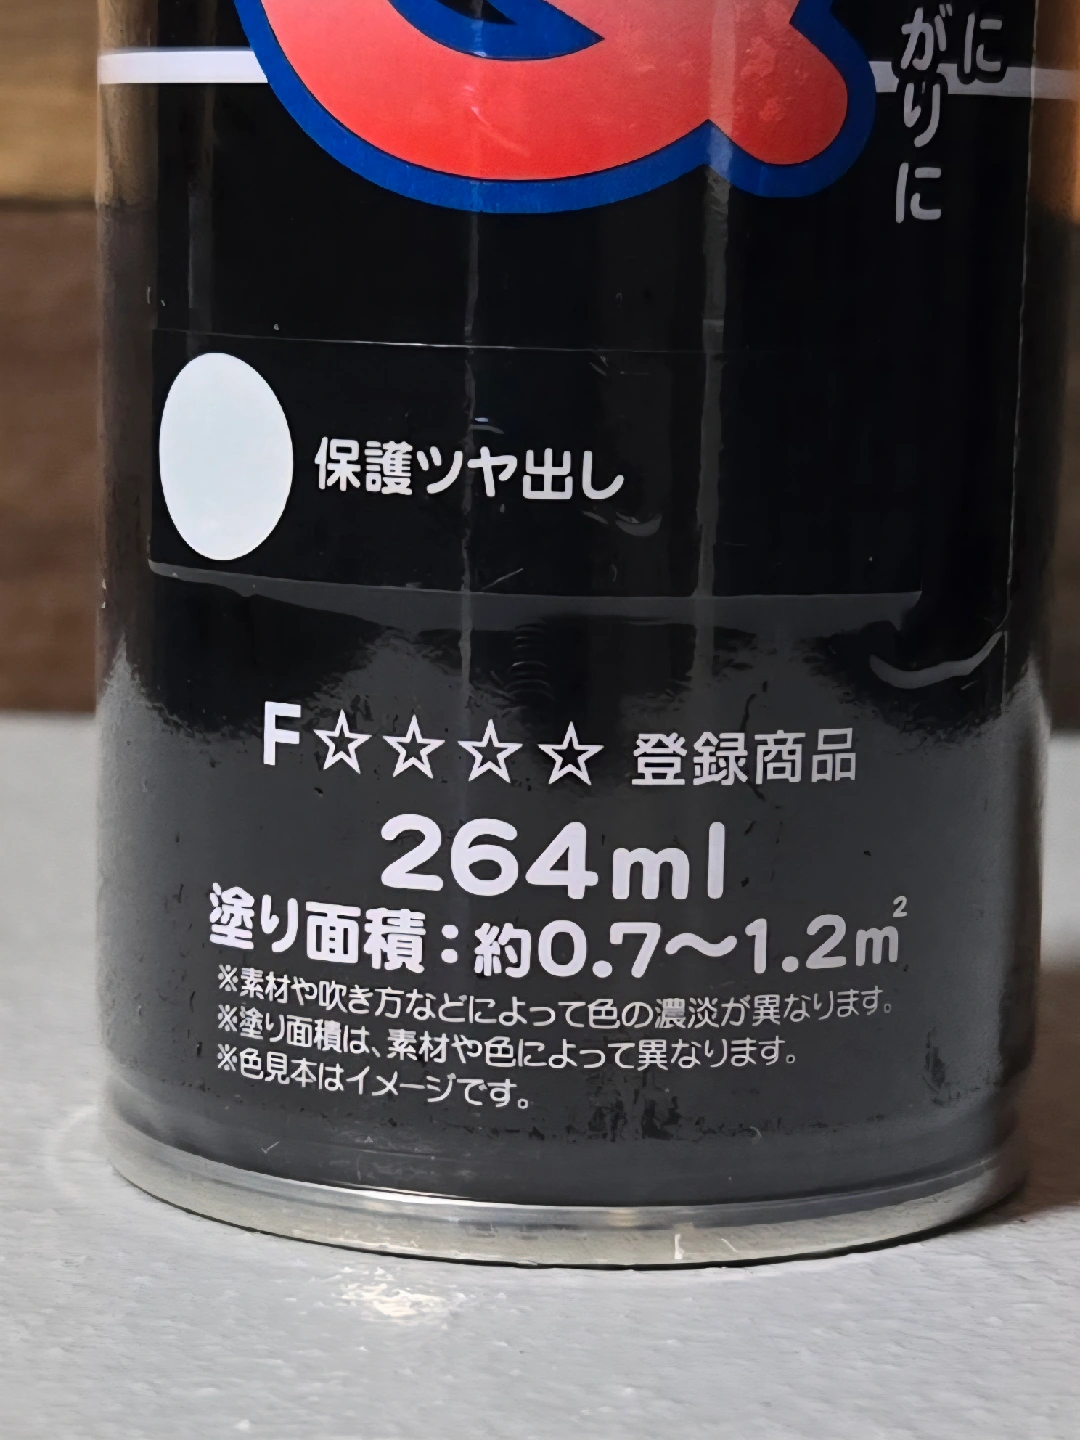 に
がりに
保護ツヤ出し
F☆☆☆☆ 登録商品
264ml
塗り面積：約0.7〜1.2m²
※素材や吹き方などによって色の濃淡が異なります。
※塗り面積は、素材や色によって異なります。
※色見本はイメージです。